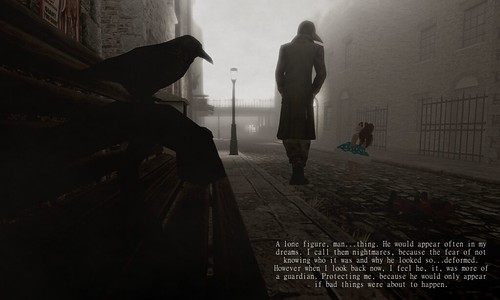 A lone figure, man...thing. He would appear often in my
dreams. I call them nightmares, because the fear of not
knowing who it was and why he looked so...deformed.
However when I look back now, I feel he, it, was more of
a guardian. Protecting me, because he would only appear
if bad things were about to happen.